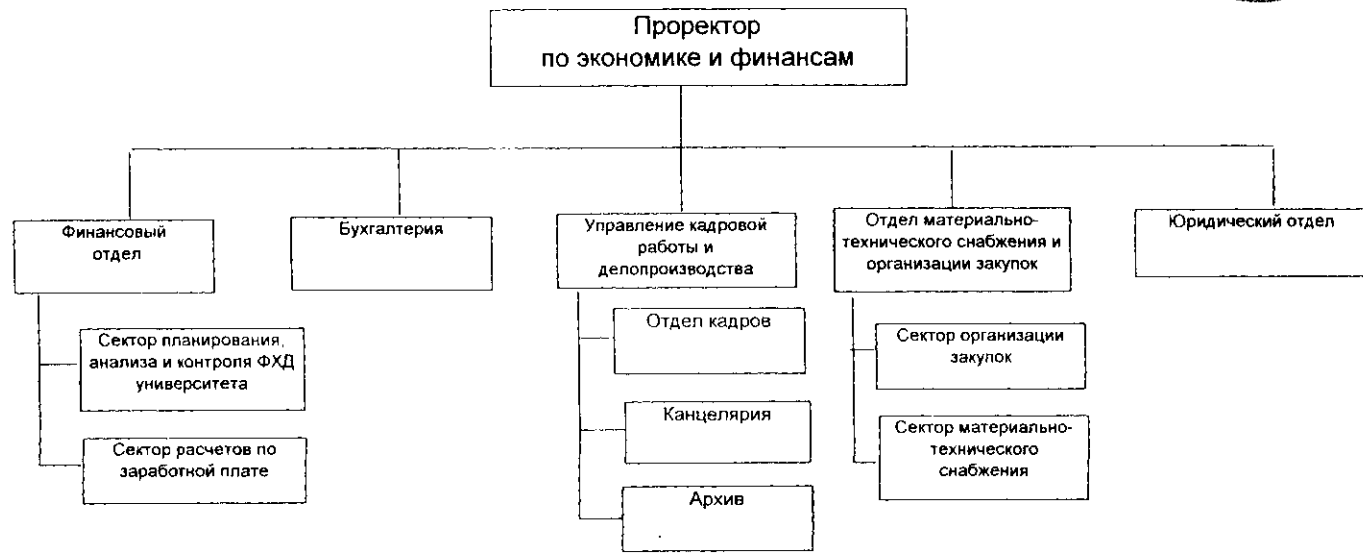 Проректор
по экономике и финансам
Финансовый
отдел
Бухгалтерия
Управление кадровой
работы и
делопроизводства
Отдел материально-
технического снабжения и
организации закупок
Юридический отдел
Сектор планирования,
анализа и контроля ФХД
университета
Сектор расчетов по
заработной плате
Отдел кадров
Канцелярия
Архив
Сектор организации
закупок
Сектор материально-
технического
снабжения